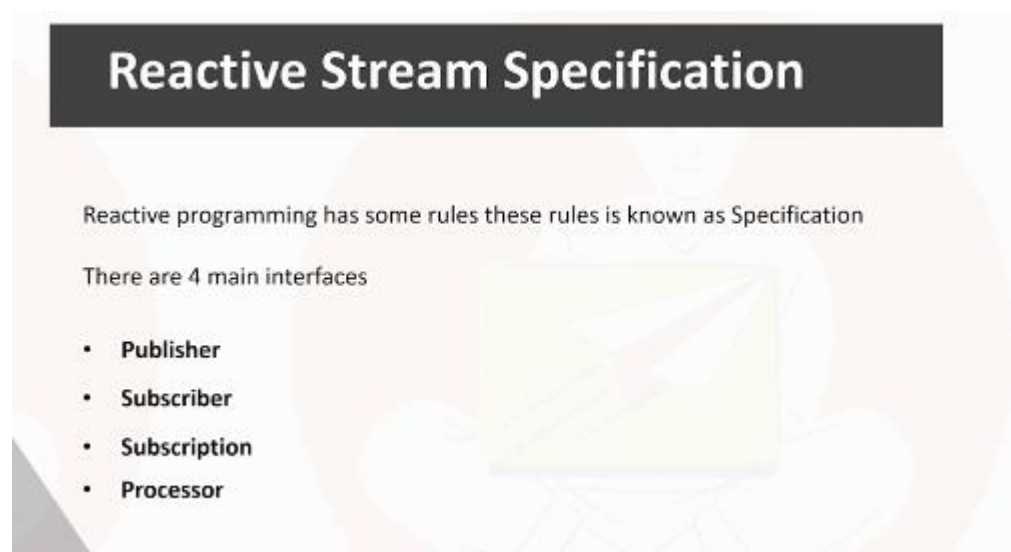 Reactive Stream Specification
Reactive programming has some rules these rules is known as Specification
There are 4 main interfaces
• Publisher
• Subscriber
• Subscription
• Processor